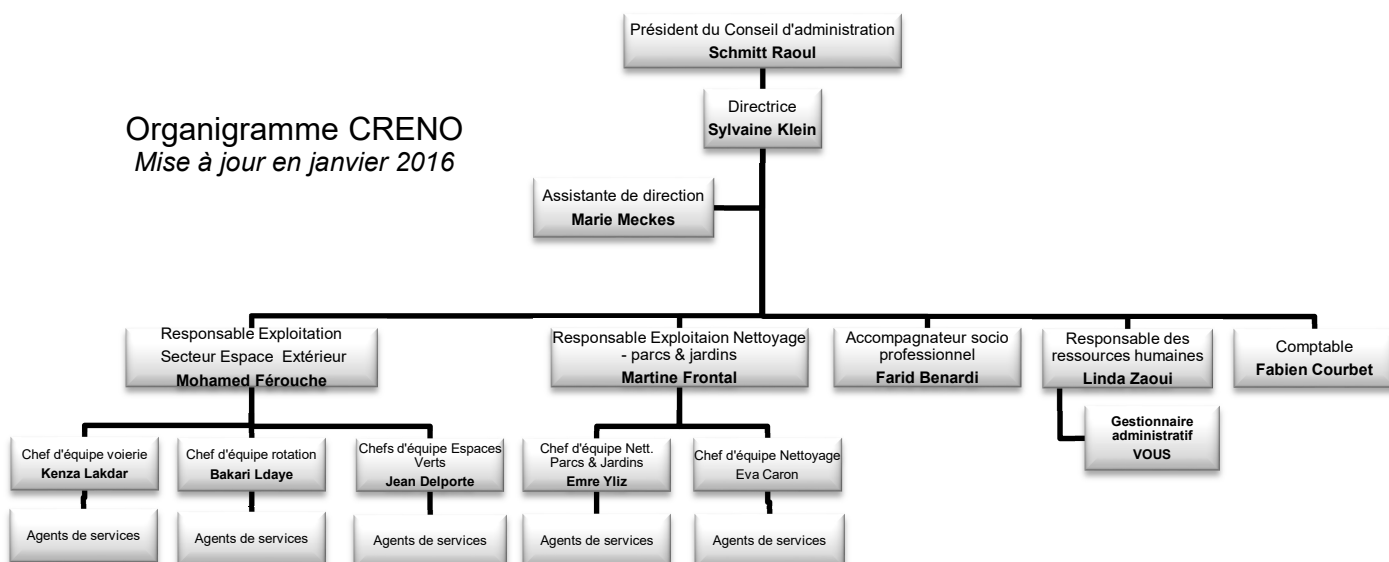 Président du Conseil d'administration
Schmitt Raoul
Directrice
Sylvaine Klein
Organigramme CRENO
Mise à jour en janvier 2016
Assistante de direction
Marie Meckes
Responsable Exploitation
Secteur Espace Extérieur
Mohamed Férouche
Responsable Exploitaion Nettoyage
- parcs & jardins
Martine Frontal
Accompagnateur socio
professionnel
Farid Benardi
Responsable des
ressources humaines
Linda Zaoui
Comptable
Fabien Courbet
Gestionnaire
administratif
VOUS
Chef d'équipe voierie
Kenza Lakdar
Chef d'équipe rotation
Bakari Ldaye
Chefs d'équipe Espaces
Verts
Jean Delporte
Chef d'équipe Nett.
Parcs & Jardins
Emre Yliz
Chef d'équipe Nettoyage
Eva Caron
Agents de services
Agents de services
Agents de services
Agents de services
Agents de services